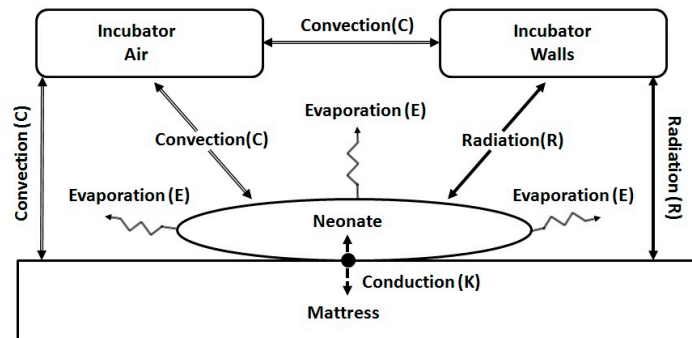 Incubator
Air
Convection(C)
Incubator
Walls
Convection (C)
Evaporation (E)
Convection(C)
Radiation(R)
Radiation (R)
Evaporation (E)
Evaporation (E)
Neonate
Conduction (K)
Mattress